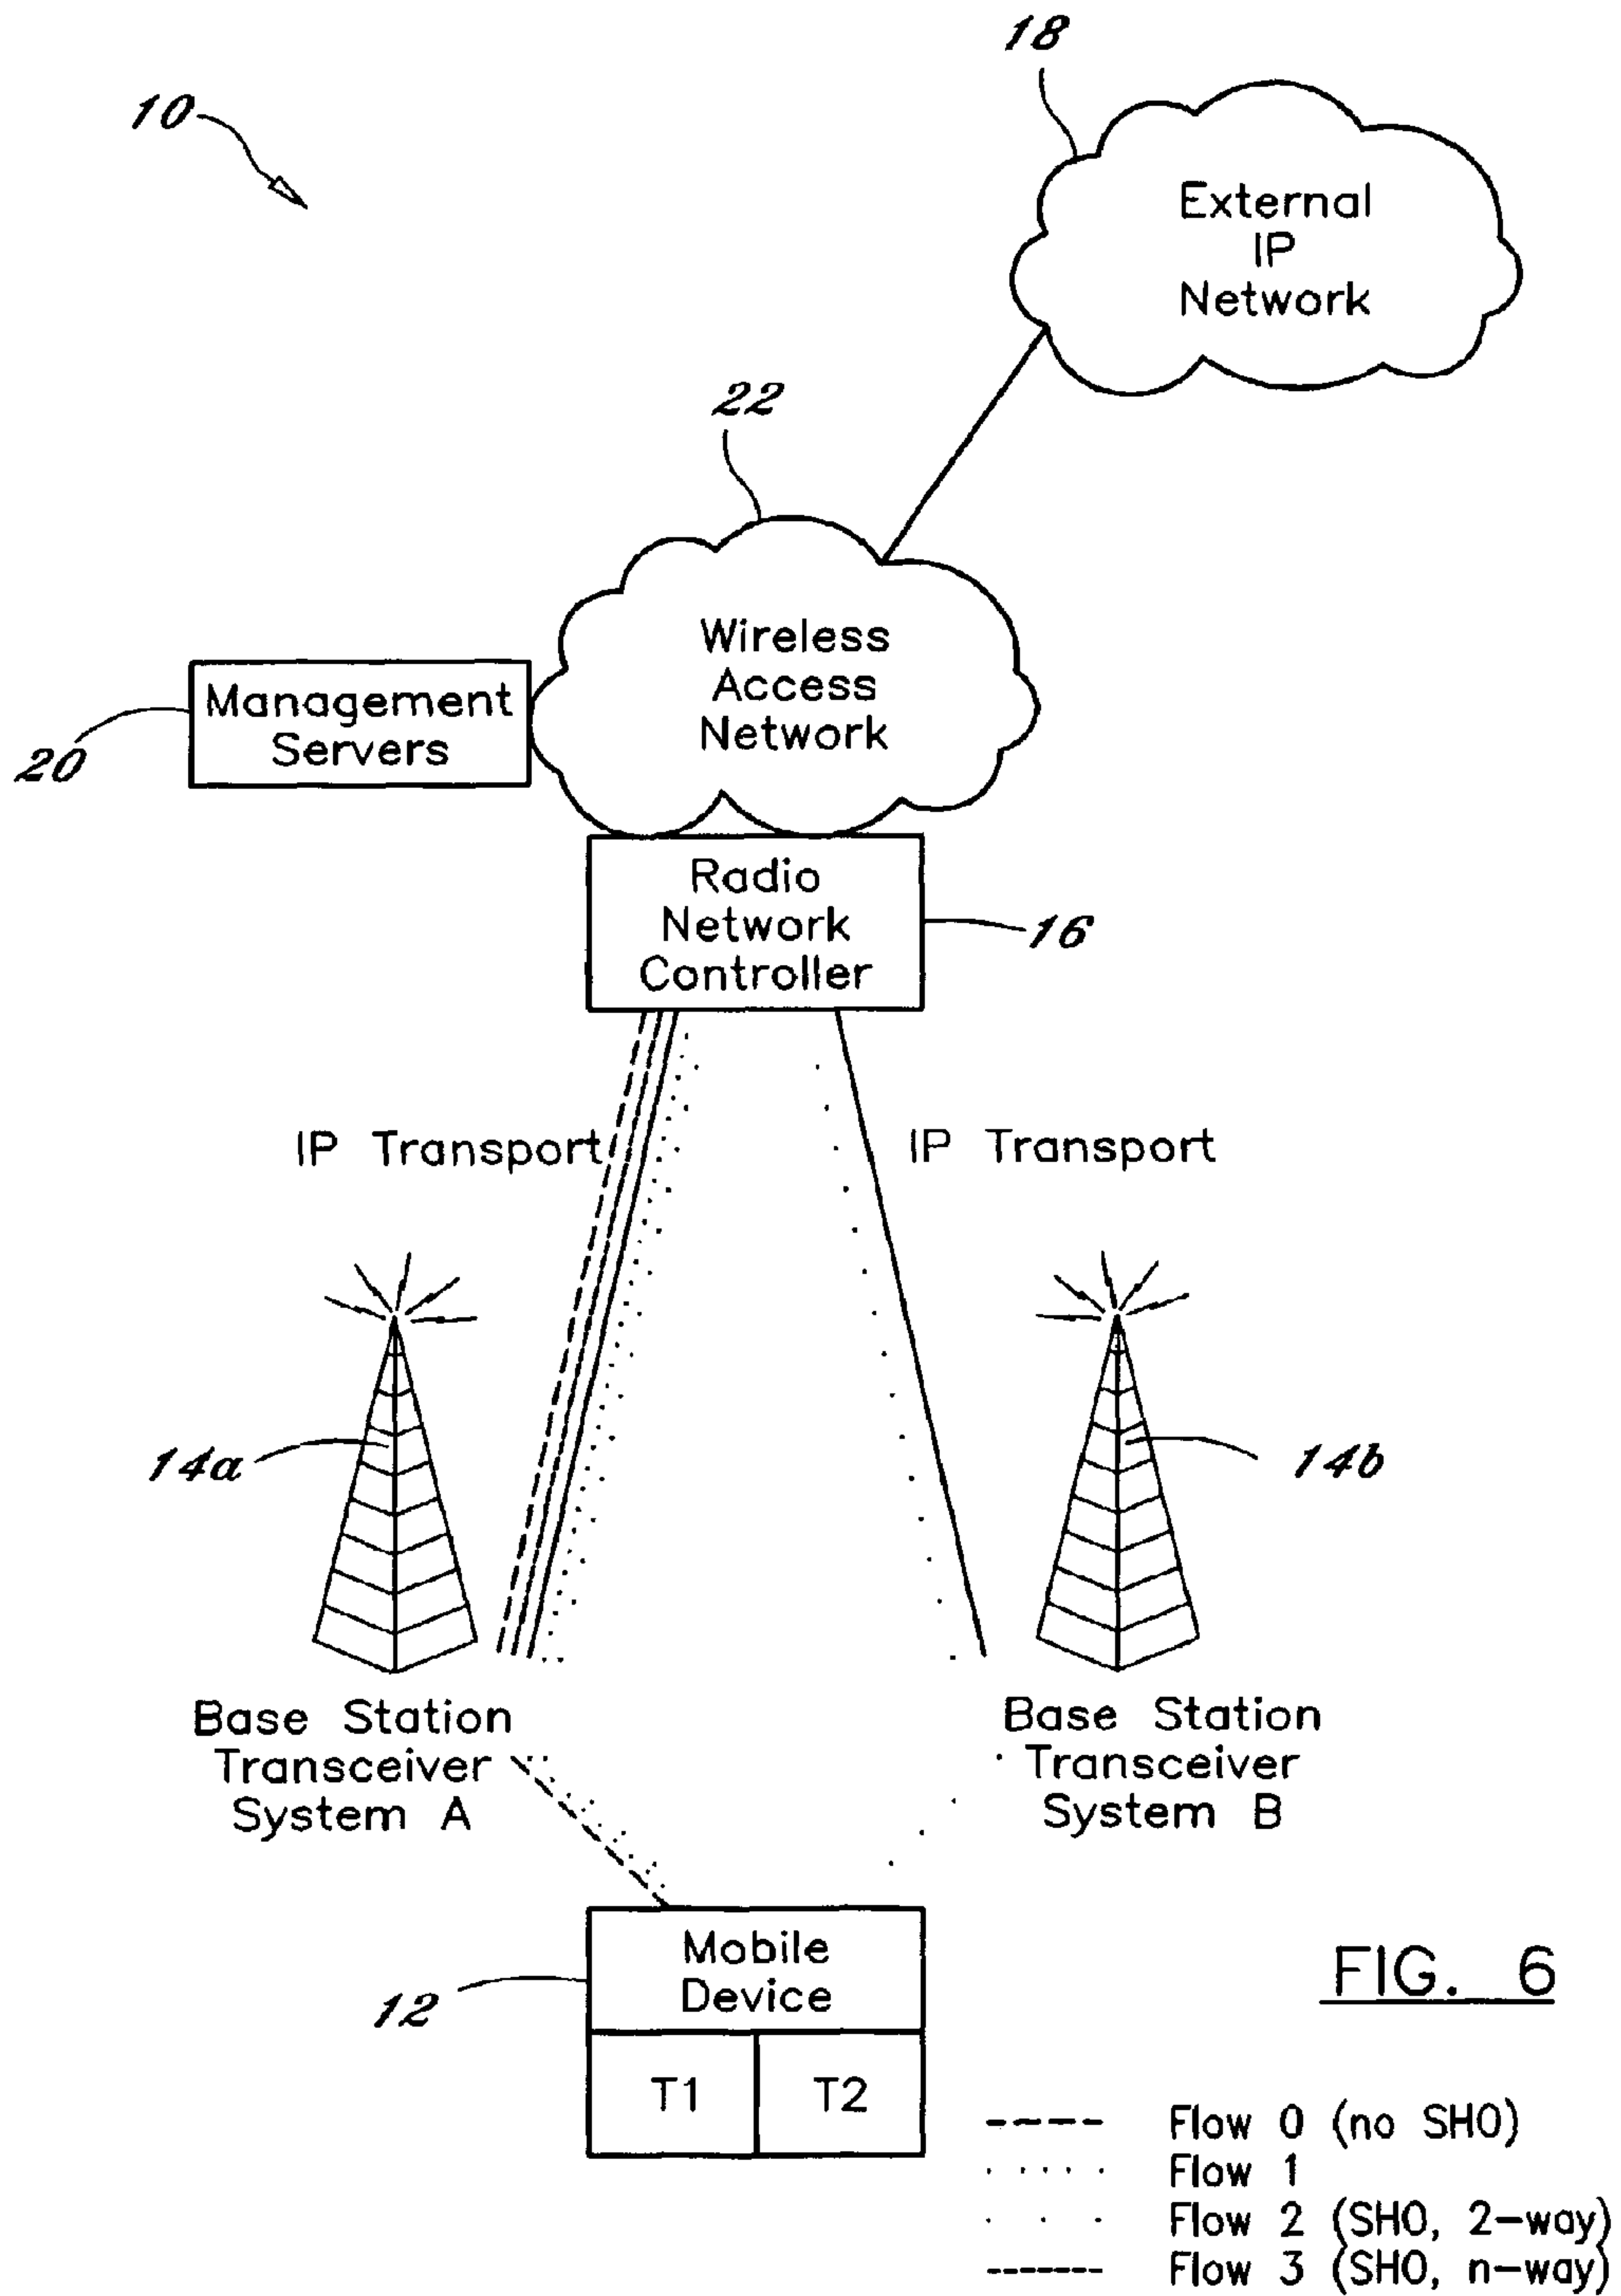 18
10
External
IP
Network
22
Wireless
Access
Network
Management
Servers
20
Radio
Network
Controller
16
IP Transport
IP Transport
14a
14b
Base Station
Transceiver
System A
Base Station
Transceiver
System B
Mobile
Device
12
T1
T2
FIG. 6
Flow 0 (no SHO)
Flow 1
Flow 2 (SHO, 2-way)
Flow 3 (SHO, n-way)